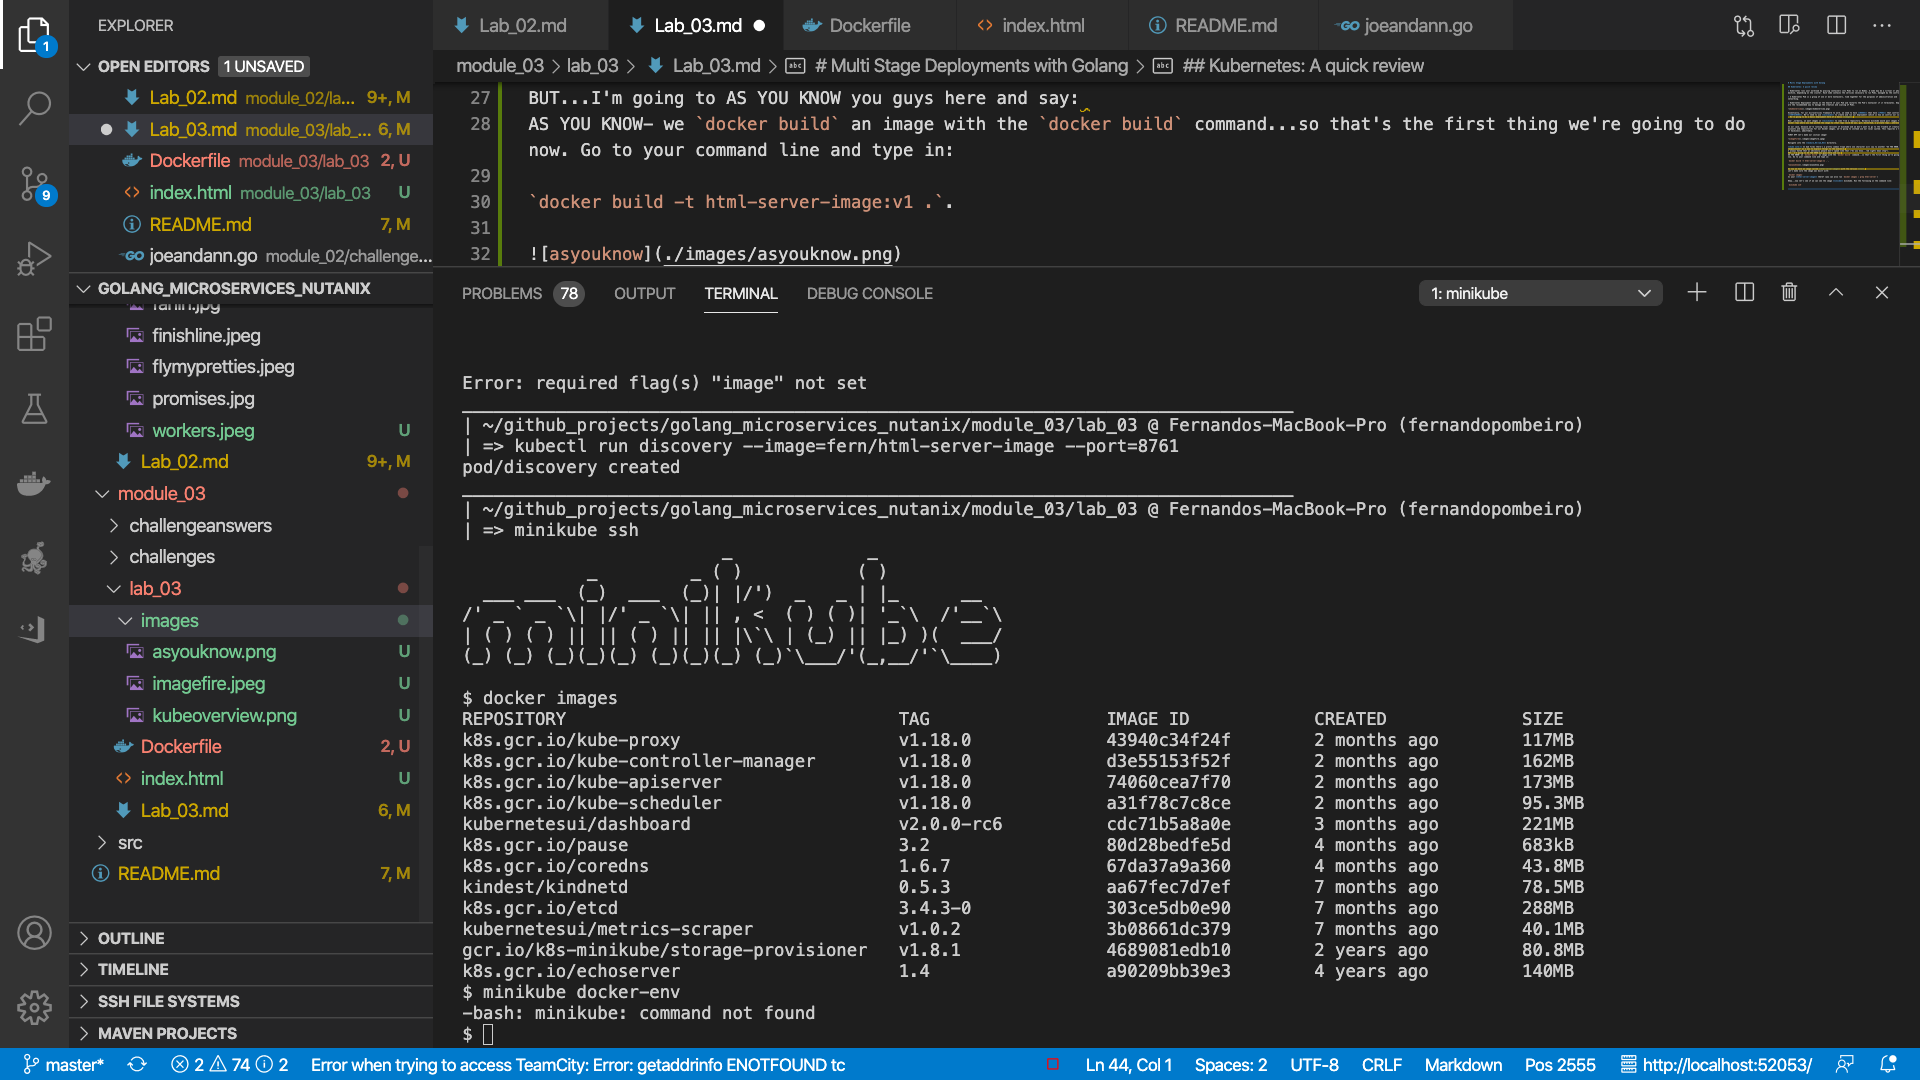 EXPLORER
OPEN EDITORS 1 UNSAVED
Lab_02.md module_02/la... 9+, M
Lab_03.md module_03/lab_... 6, M
Dockerfile module_03/lab_03 2, U
index.html module_03/lab_03 U
README.md 7, M
joeandann.go module_02/challenge...
GOLANG_MICROSERVICES_NUTANIX
fanin.jpg
finishline.jpeg
flymypretties.jpeg
promises.jpg
workers.jpeg U
Lab_02.md 9+, M
module_03
challengeanswers
challenges
lab_03
images
asyouknow.png U
imagefire.jpeg U
kubeoverview.png U
Dockerfile 2, U
index.html U
Lab_03.md 6, M
src
README.md 7, M
OUTLINE
TIMELINE
SSH FILE SYSTEMS
MAVEN PROJECTS
1
9
Lab_02.md Lab_03.md Dockerfile index.html README.md joeandann.go
module_03 > lab_03 > Lab_03.md > # Multi Stage Deployments with Golang > ## Kubernetes: A quick review
27 BUT...I'm going to AS YOU KNOW you guys here and say:
28 AS YOU KNOW- we `docker build` an image with the `docker build` command...so that's the first thing we're going to do
now. Go to your command line and type in:
29
30 `docker build -t html-server-image:v1 .`.
31
32 ![asyouknow](./images/asyouknow.png)
PROBLEMS 78 OUTPUT TERMINAL DEBUG CONSOLE 1: minikube
Error: required flag(s) "image" not set
| ~/github_projects/golang_microservices_nutanix/module_03/lab_03 @ Fernandos-MacBook-Pro (fernandopombeiro)
| => kubectl run discovery --image=fern/html-server-image --port=8761
pod/discovery created
| ~/github_projects/golang_microservices_nutanix/module_03/lab_03 @ Fernandos-MacBook-Pro (fernandopombeiro)
| => minikube ssh
minikube
$ docker images
REPOSITORY TAG IMAGE ID CREATED SIZE
k8s.gcr.io/kube-proxy v1.18.0 43940c34f24f 2 months ago 117MB
k8s.gcr.io/kube-controller-manager v1.18.0 d3e55153f52f 2 months ago 162MB
k8s.gcr.io/kube-apiserver v1.18.0 74060cea7f70 2 months ago 173MB
k8s.gcr.io/kube-scheduler v1.18.0 a31f78c7c8ce 2 months ago 95.3MB
kubernetesui/dashboard v2.0.0-rc6 cdc71b5a8a0e 3 months ago 221MB
k8s.gcr.io/pause 3.2 80d28bedfe5d 4 months ago 683kB
k8s.gcr.io/coredns 1.6.7 67da37a9a360 4 months ago 43.8MB
kindest/kindnetd 0.5.3 aa67fec7d7ef 7 months ago 78.5MB
k8s.gcr.io/etcd 3.4.3-0 303ce5db0e90 7 months ago 288MB
kubernetesui/metrics-scraper v1.0.2 3b08661dc379 7 months ago 40.1MB
gcr.io/k8s-minikube/storage-provisioner v1.8.1 4689081edb10 2 years ago 80.8MB
k8s.gcr.io/echoserver 1.4 a90209bb39e3 4 years ago 140MB
$ minikube docker-env
-bash: minikube: command not found
$
master* 2 74 2 Error when trying to access TeamCity: Error: getaddrinfo ENOTFOUND tc Ln 44, Col 1 Spaces: 2 UTF-8 CRLF Markdown Pos 2555 http://localhost:52053/